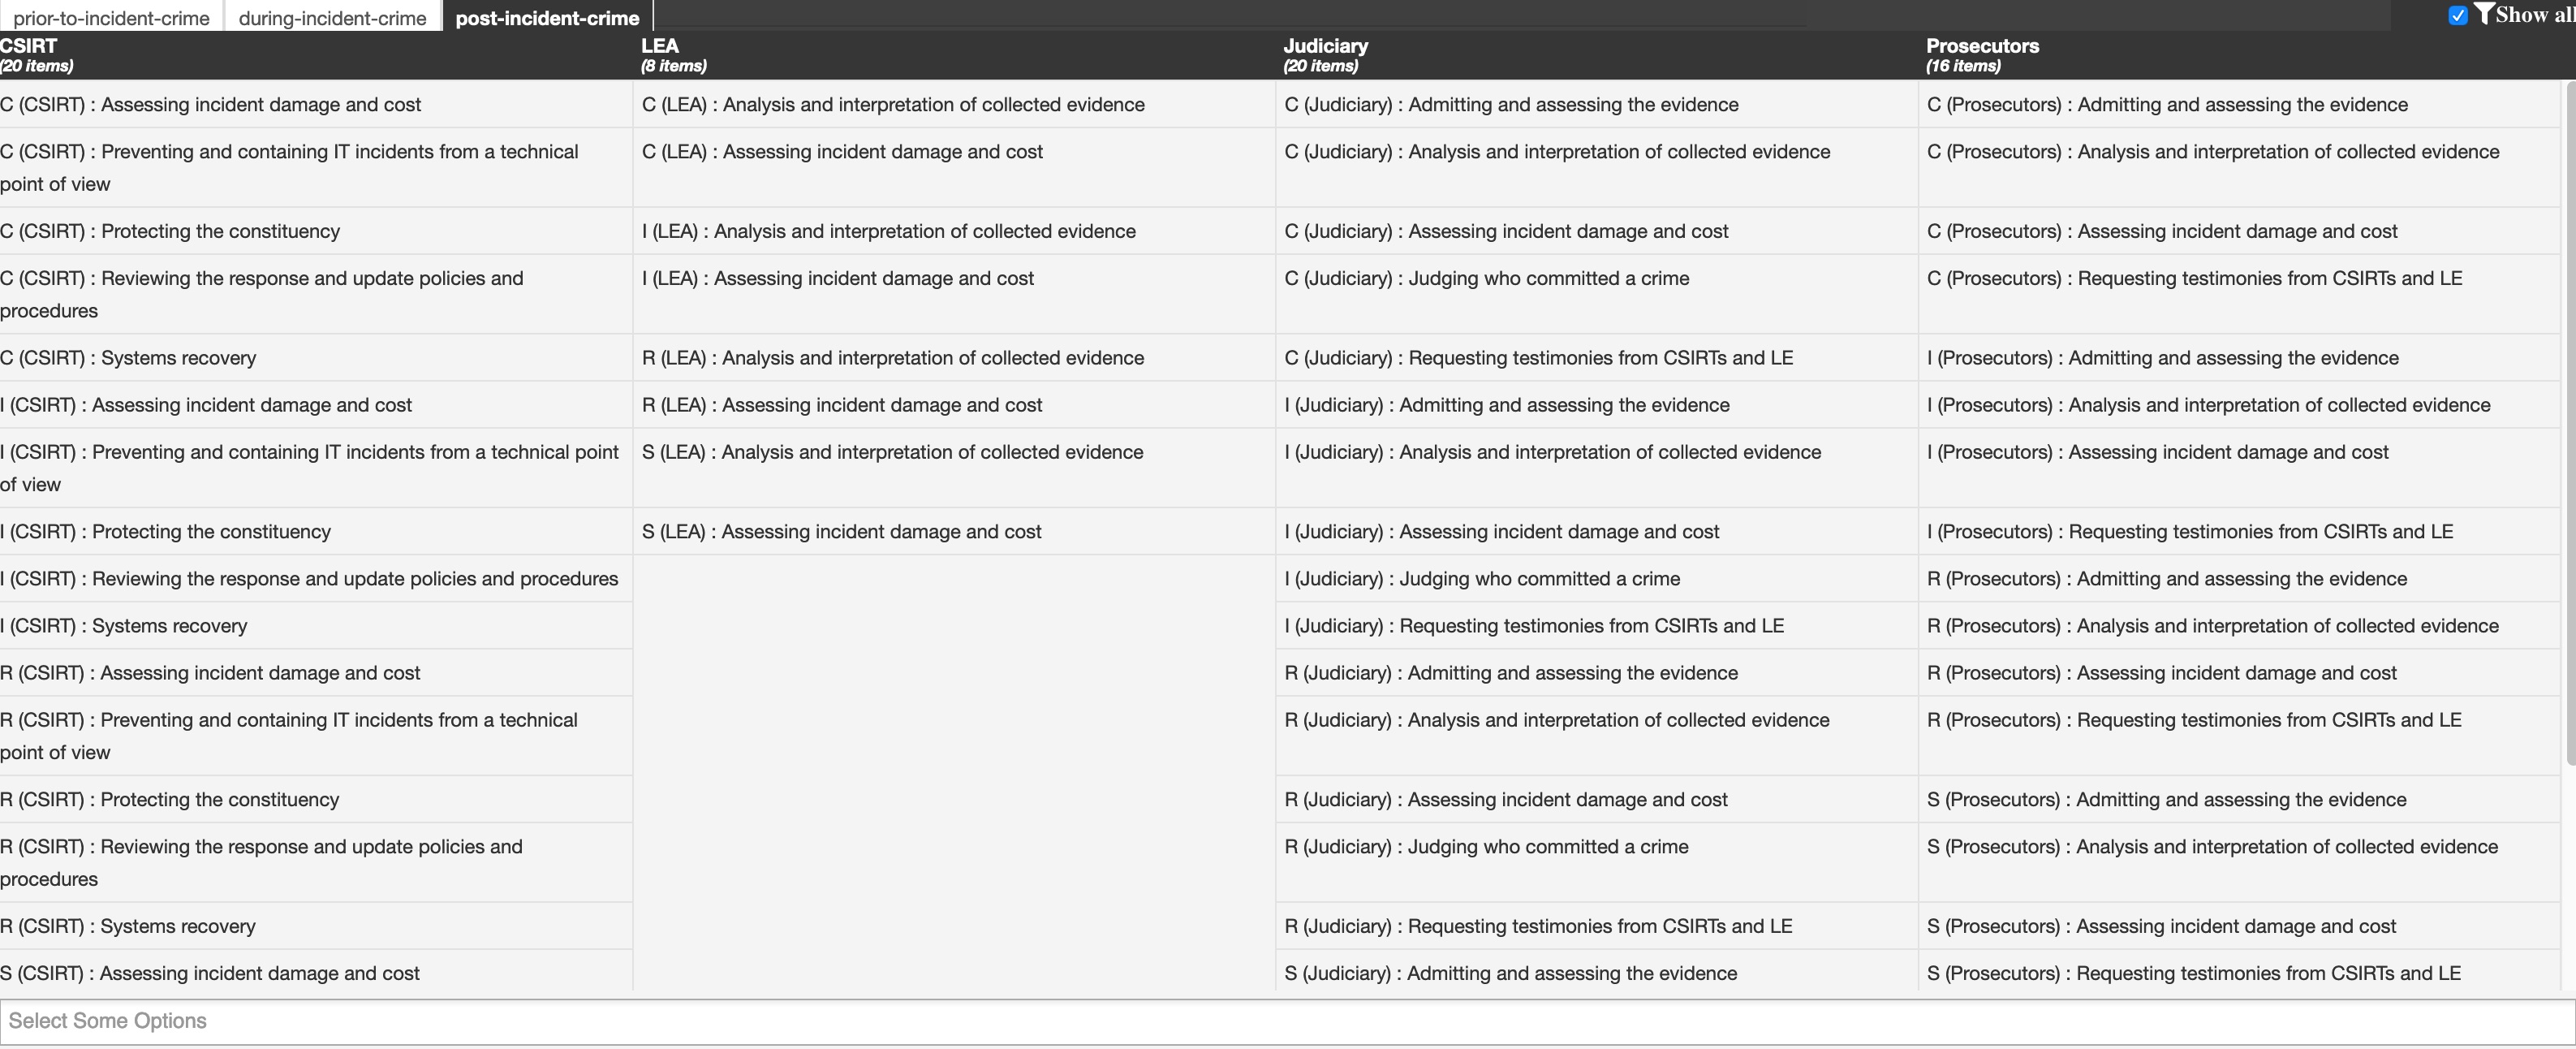 prior-to-incident-crime
during-incident-crime
post-incident-crime
Show all
CSIRT
(20 items)
LEA
(8 items)
Judiciary
(20 items)
Prosecutors
(16 items)
C (CSIRT) : Assessing incident damage and cost
C (LEA) : Analysis and interpretation of collected evidence
C (Judiciary) : Admitting and assessing the evidence
C (Prosecutors) : Admitting and assessing the evidence
C (CSIRT) : Preventing and containing IT incidents from a technical
point of view
C (LEA) : Assessing incident damage and cost
C (Judiciary) : Analysis and interpretation of collected evidence
C (Prosecutors) : Analysis and interpretation of collected evidence
C (CSIRT) : Protecting the constituency
I (LEA) : Analysis and interpretation of collected evidence
C (Judiciary) : Assessing incident damage and cost
C (Prosecutors) : Assessing incident damage and cost
C (CSIRT) : Reviewing the response and update policies and
procedures
I (LEA) : Assessing incident damage and cost
C (Judiciary) : Judging who committed a crime
C (Prosecutors) : Requesting testimonies from CSIRTs and LE
C (CSIRT) : Systems recovery
R (LEA) : Analysis and interpretation of collected evidence
C (Judiciary) : Requesting testimonies from CSIRTs and LE
I (Prosecutors) : Admitting and assessing the evidence
I (CSIRT) : Assessing incident damage and cost
R (LEA) : Assessing incident damage and cost
I (Judiciary) : Admitting and assessing the evidence
I (Prosecutors) : Analysis and interpretation of collected evidence
I (CSIRT) : Preventing and containing IT incidents from a technical point
of view
S (LEA) : Analysis and interpretation of collected evidence
I (Judiciary) : Analysis and interpretation of collected evidence
I (Prosecutors) : Assessing incident damage and cost
I (CSIRT) : Protecting the constituency
S (LEA) : Assessing incident damage and cost
I (Judiciary) : Assessing incident damage and cost
I (Prosecutors) : Requesting testimonies from CSIRTs and LE
I (CSIRT) : Reviewing the response and update policies and procedures
I (Judiciary) : Judging who committed a crime
R (Prosecutors) : Admitting and assessing the evidence
I (CSIRT) : Systems recovery
I (Judiciary) : Requesting testimonies from CSIRTs and LE
R (Prosecutors) : Analysis and interpretation of collected evidence
R (CSIRT) : Assessing incident damage and cost
R (Judiciary) : Admitting and assessing the evidence
R (Prosecutors) : Assessing incident damage and cost
R (CSIRT) : Preventing and containing IT incidents from a technical
point of view
R (Judiciary) : Analysis and interpretation of collected evidence
R (Prosecutors) : Requesting testimonies from CSIRTs and LE
R (CSIRT) : Protecting the constituency
R (Judiciary) : Assessing incident damage and cost
S (Prosecutors) : Admitting and assessing the evidence
R (CSIRT) : Reviewing the response and update policies and
procedures
R (Judiciary) : Judging who committed a crime
S (Prosecutors) : Analysis and interpretation of collected evidence
R (CSIRT) : Systems recovery
R (Judiciary) : Requesting testimonies from CSIRTs and LE
S (Prosecutors) : Assessing incident damage and cost
S (CSIRT) : Assessing incident damage and cost
S (Judiciary) : Admitting and assessing the evidence
S (Prosecutors) : Requesting testimonies from CSIRTs and LE
Select Some Options